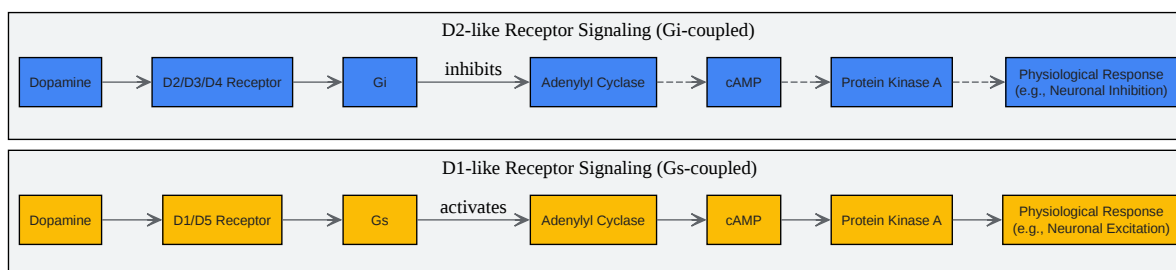 D2-like Receptor Signaling (Gi-coupled)
Dopamine
D2/D3/D4 Receptor
Gi
inhibits
Adenylyl Cyclase
cAMP
Protein Kinase A
Physiological Response
(e.g., Neuronal Inhibition)
D1-like Receptor Signaling (Gs-coupled)
Dopamine
D1/D5 Receptor
Gs
activates
Adenylyl Cyclase
cAMP
Protein Kinase A
Physiological Response
(e.g., Neuronal Excitation)